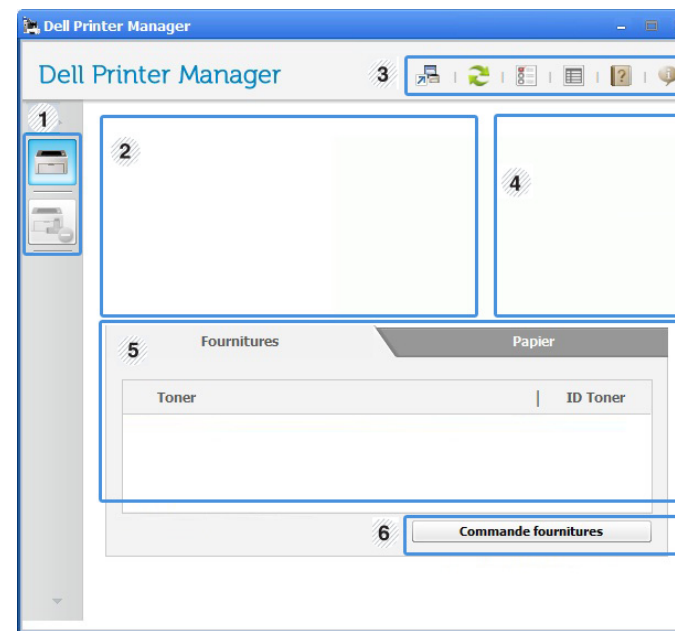 Dell Printer Manager
Dell Printer Manager
3
1
2
4
5
Fournitures
Papier
Toner | ID Toner
6
Commande fournitures